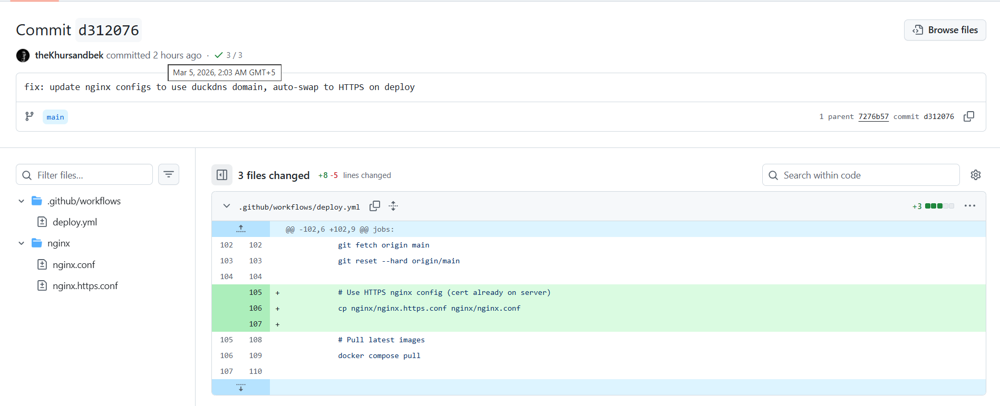 Commit d312076
Browse files
theKhursandbek committed 2 hours ago · 3 / 3
Mar 5, 2026, 2:03 AM GMT+5
fix: update nginx configs to use duckdns domain, auto-swap to HTTPS on deploy
main
1 parent 7276b57 commit d312076
Filter files...
.github/workflows
deploy.yml
nginx
nginx.conf
nginx.https.conf
3 files changed +8 -5 lines changed
Search within code
.github/workflows/deploy.yml
+3
@@ -102,6 +102,9 @@ jobs:
102 102 git fetch origin main
103 103 git reset --hard origin/main
104 104
105 + # Use HTTPS nginx config (cert already on server)
106 + cp nginx/nginx.https.conf nginx/nginx.conf
107 +
105 108 # Pull latest images
106 109 docker compose pull
107 110